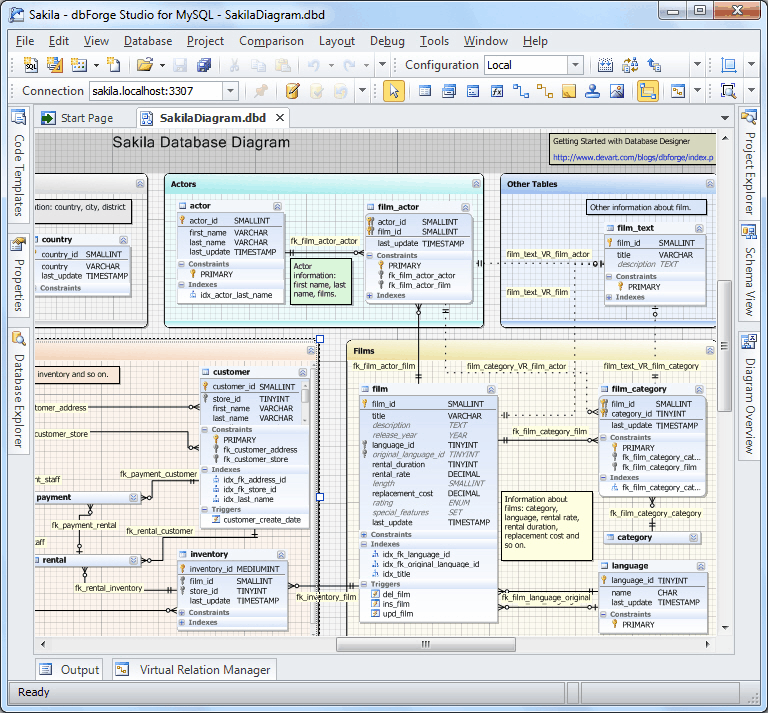 Sakila - dbForge Studio for MySQL - SakilaDiagram.dbd
File Edit View Database Project Comparison Layout Debug Tools Window Help
SQL Configuration Local
Connection sakila.localhost:3307
Start Page SakilaDiagram.dbd
Code Templates
Properties
Database Explorer
Sakila Database Diagram
Getting Started with Database Designer
http://www.devart.com/blogs/dbforge/index.p
tion: country, city, district
country
country_id SMALLINT
country VARCHAR
last_update TIMESTAMP
Constraints
Actors
actor
actor_id SMALLINT
first_name VARCHAR
last_name VARCHAR
last_update TIMESTAMP
Constraints
PRIMARY
Indexes
idx_actor_last_name
fk_film_actor_actor
Actor
information:
first name, last
name, films.
film_actor
actor_id SMALLINT
film_id SMALLINT
last_update TIMESTAMP
Constraints
PRIMARY
fk_film_actor_actor
fk_film_actor_film
Indexes
Other Tables
Other information about film.
film_text_VR_film_actor
film_text_VR_film
film_text
film_id SMALLINT
title VARCHAR
description TEXT
Constraints
PRIMARY
Indexes
inventory and so on.
customer
customer_id SMALLINT
store_id TINYINT
first_name VARCHAR
last_name VARCHAR
Constraints
PRIMARY
fk_customer_address
fk_customer_store
Indexes
idx_fk_address_id
idx_fk_store_id
idx_last_name
Triggers
customer_create_date
tomer_address
customer_store
fk_payment_customer
t_staff
payment
fk_payment_rental
fk_rental_customer
taff
rental
fk_rental_inventory
inventory
inventory_id MEDIUMINT
film_id SMALLINT
store_id TINYINT
last_update TIMESTAMP
Constraints
Indexes
fk_inventory_film
Films
fk_film_actor_film
fk_film_category_VR_film_actor
film_text_VR_film_category
film
film_id SMALLINT
title VARCHAR
description TEXT
release_year YEAR
language_id TINYINT
original_language_id TINYINT
rental_duration TINYINT
rental_rate DECIMAL
length SMALLINT
replacement_cost DECIMAL
rating ENUM
special_features SET
last_update TIMESTAMP
Constraints
Indexes
idx_fk_language_id
idx_fk_original_language_id
idx_title
Triggers
del_film
ins_film
upd_film
fk_film_category_film
Information about
films: category,
language, rental rate,
rental duration,
replacement cost and
so on.
fk_film_language_original
film_category
film_id SMALLINT
category_id TINYINT
last_update TIMESTAMP
Constraints
PRIMARY
fk_film_category_cat...
fk_film_category_film
Indexes
fk_film_category_cat...
fk_film_category_category
category
language
language_id TINYINT
name CHAR
last_update TIMESTAMP
Constraints
PRIMARY
Project Explorer
Schema View
Diagram Overview
Output Virtual Relation Manager
Ready